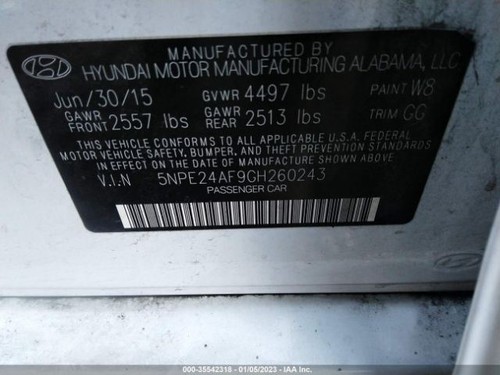 MANUFACTURED BY
HYUNDAI MOTOR MANUFACTURING ALABAMA, LLC
Jun/30/15 GVWR 4497 lbs PAINT W8
GAWR FRONT 2557 lbs GAWR REAR 2513 lbs TRIM GG
THIS VEHICLE CONFORMS TO ALL APPLICABLE U.S.A. FEDERAL
MOTOR VEHICLE SAFETY, BUMPER, AND THEFT PREVENTION
STANDARDS IN EFFECT ON THE DATE OF MANUFACTURE SHOWN ABOVE.
V.I.N 5NPE24AF9GH260243
PASSENGER CAR
000-35542318 - 01/05/2023 - IAAI.com